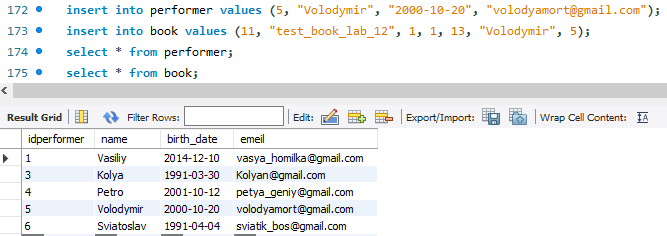 172 insert into performer values (5, "Volodymir", "2000-10-20", "volodyamort@gmail.com");
173 insert into book values (11, "test_book_lab_12", 1, 1, 13, "Volodymir", 5);
174 select * from performer;
175 select * from book;
Result Grid Filter Rows: Edit: Export/Import: Wrap Cell Content: IA
idperformer name birth_date emeil
1 Vasiliy 2014-12-10 vasya_homilka@gmail.com
3 Kolya 1991-03-30 Kolyan@gmail.com
4 Petro 2001-10-12 petya_geniy@gmail.com
5 Volodymir 2000-10-20 volodyamort@gmail.com
6 Sviatoslav 1991-04-04 sviatik_bos@gmail.com